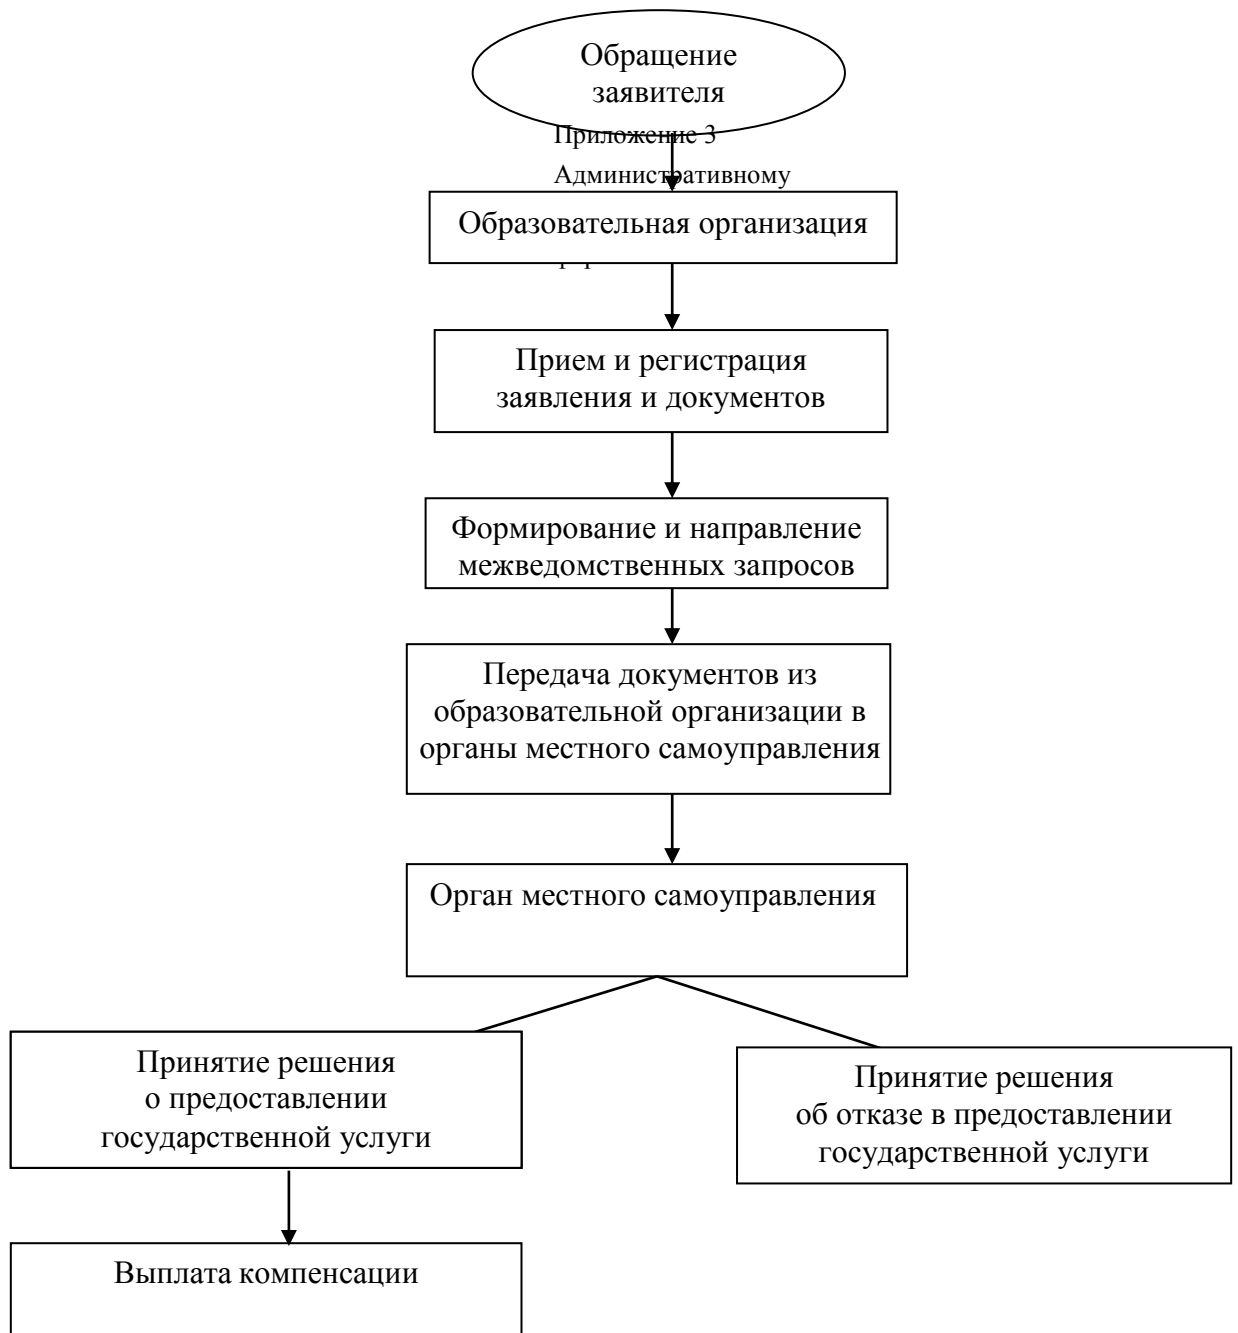 Обращение
заявителя
Приложение 3
Административному
Образовательная организация
Прием и регистрация
заявления и документов
Формирование и направление
межведомственных запросов
Передача документов из
образовательной организации в
органы местного самоуправления
Орган местного самоуправления
Принятие решения
о предоставлении
государственной услуги
Принятие решения
об отказе в предоставлении
государственной услуги
Выплата компенсации